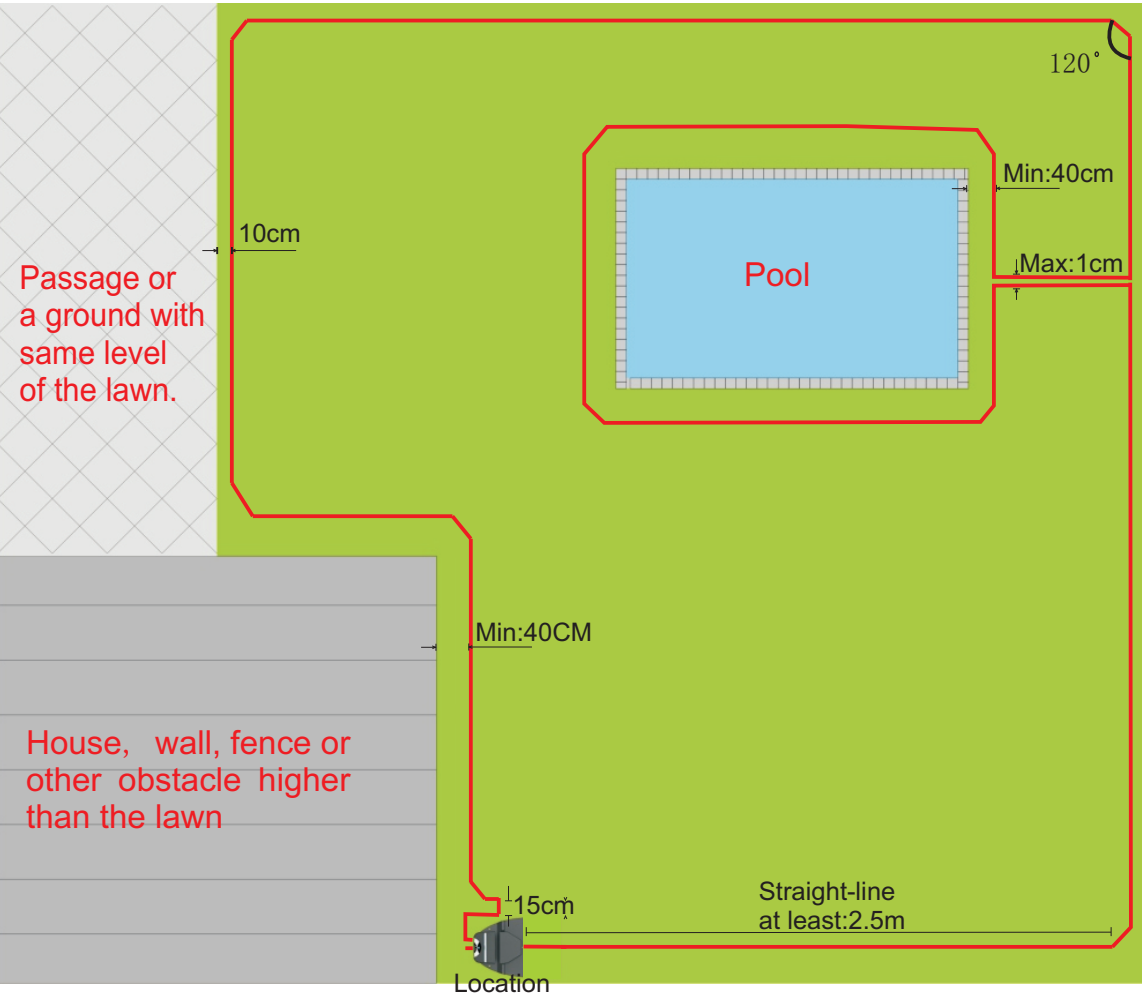 120°
Min:40cm
10cm
Max:1cm
Passage or
a ground with
same level
of the lawn.
Pool
Min:40CM
House, wall, fence or
other obstacle higher
than the lawn
15cm
Straight-line
at least:2.5m
Location